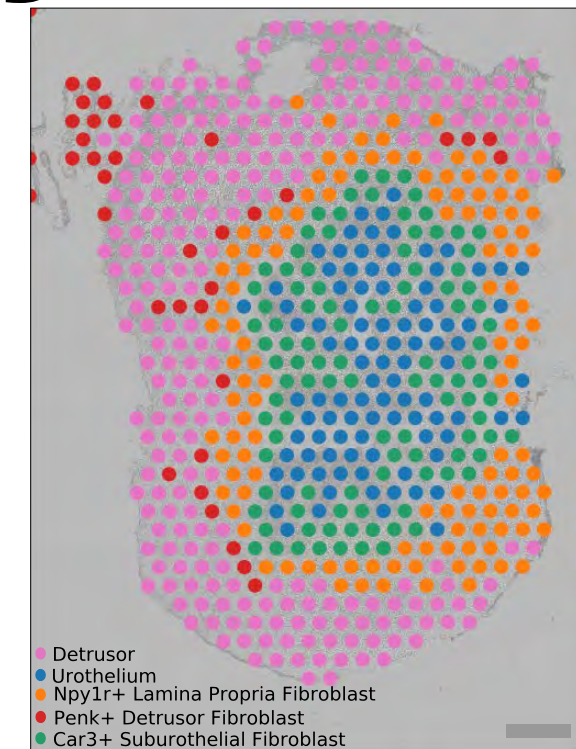 Detrusor
Urothelium
Npy1r+ Lamina Propria Fibroblast
Penk+ Detrusor Fibroblast
Car3+ Suburothelial Fibroblast